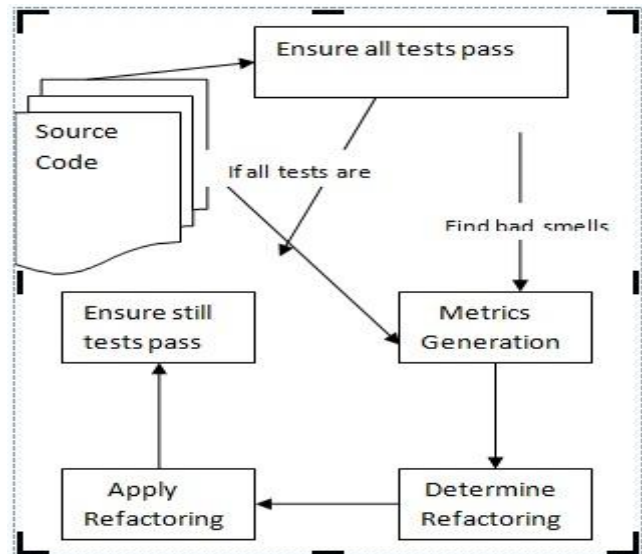 Ensure all tests pass
Source
Code
If all tests are
Find bad smells
Ensure still
tests pass
Metrics
Generation
Apply
Refactoring
Determine
Refactoring